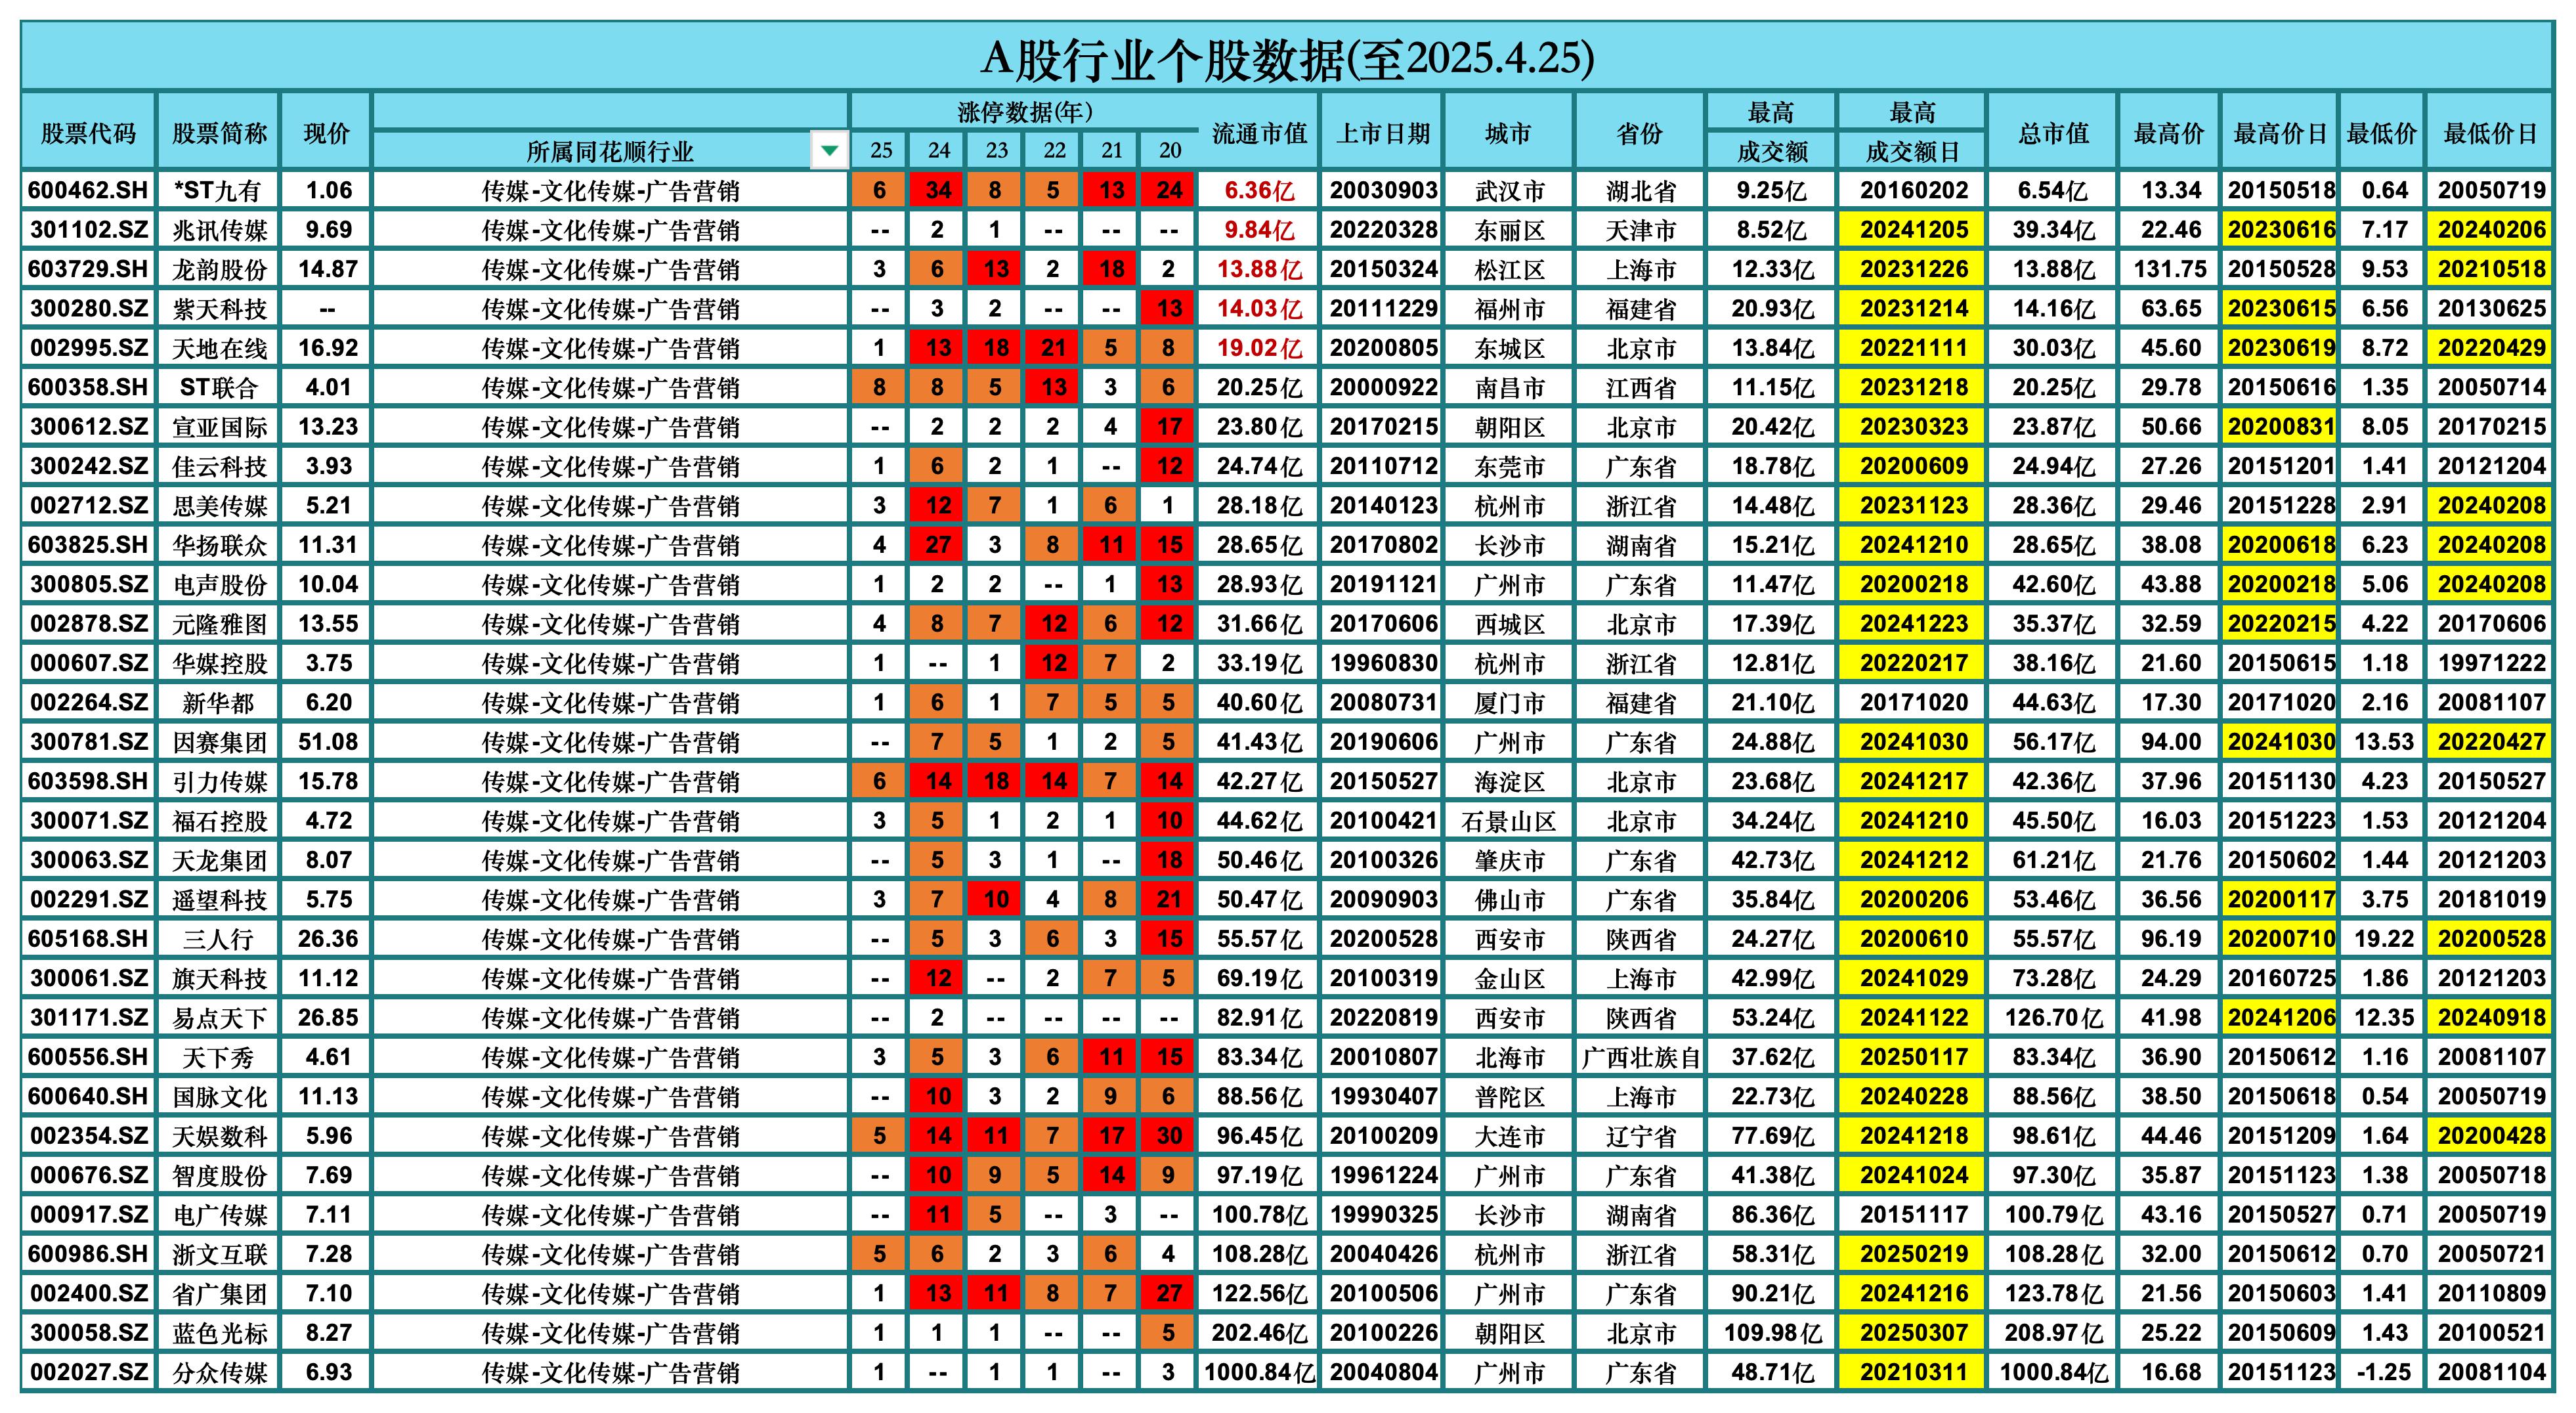 A股行业个股数据(至2025.4.25)
股票代码 股票简称 现价 所属同花顺行业 涨停数据(年) 流通市值 上市日期 城市 省份 最高 最高 总市值 最高价 最高价日 最低价 最低价日
25 24 23 22 21 20 成交额 成交额日
600462.SH *ST九有 1.06 传媒-文化传媒-广告营销 6 34 8 5 13 24 6.36亿 20030903 武汉市 湖北省 9.25亿 20160202 6.54亿 13.34 20150518 0.64 20050719
301102.SZ 兆讯传媒 9.69 传媒-文化传媒-广告营销 -- 2 1 -- -- -- 9.84亿 20220328 东丽区 天津市 8.52亿 20241205 39.34亿 22.46 20230616 7.17 20240206
603729.SH 龙韵股份 14.87 传媒-文化传媒-广告营销 3 6 13 2 18 2 13.88亿 20150324 松江区 上海市 12.33亿 20231226 13.88亿 131.75 20150528 9.53 20210518
300280.SZ 紫天科技 -- 传媒-文化传媒-广告营销 -- 3 2 -- -- 13 14.03亿 20111229 福州市 福建省 20.93亿 20231214 14.16亿 63.65 20230615 6.56 20130625
002995.SZ 天地在线 16.92 传媒-文化传媒-广告营销 1 13 18 21 5 8 19.02亿 20200805 东城区 北京市 13.84亿 20221111 30.03亿 45.60 20230619 8.72 20220429
600358.SH ST联合 4.01 传媒-文化传媒-广告营销 8 8 5 13 3 6 20.25亿 20000922 南昌市 江西省 11.15亿 20231218 20.25亿 29.78 20150616 1.35 20050714
300612.SZ 宣亚国际 13.23 传媒-文化传媒-广告营销 -- 2 2 2 4 17 23.80亿 20170215 朝阳区 北京市 20.42亿 20230323 23.87亿 50.66 20200831 8.05 20170215
300242.SZ 佳云科技 3.93 传媒-文化传媒-广告营销 1 6 2 1 -- 12 24.74亿 20110712 东莞市 广东省 18.78亿 20200609 24.94亿 27.26 20151201 1.41 20121204
002712.SZ 思美传媒 5.21 传媒-文化传媒-广告营销 3 12 7 1 6 1 28.18亿 20140123 杭州市 浙江省 14.48亿 20231123 28.36亿 29.46 20151228 2.91 20240208
603825.SH 华扬联众 11.31 传媒-文化传媒-广告营销 4 27 3 8 11 15 28.65亿 20170802 长沙市 湖南省 15.21亿 20241210 28.65亿 38.08 20200618 6.23 20240208
300805.SZ 电声股份 10.04 传媒-文化传媒-广告营销 1 2 2 -- 1 13 28.93亿 20191121 广州市 广东省 11.47亿 20200218 42.60亿 43.88 20200218 5.06 20240208
002878.SZ 元隆雅图 13.55 传媒-文化传媒-广告营销 4 8 7 12 6 12 31.66亿 20170606 西城区 北京市 17.39亿 20241223 35.37亿 32.59 20220215 4.22 20170606
000607.SZ 华媒控股 3.75 传媒-文化传媒-广告营销 1 -- 1 12 7 2 33.19亿 19960830 杭州市 浙江省 12.81亿 20220217 38.16亿 21.60 20150615 1.18 19971222
002264.SZ 新华都 6.20 传媒-文化传媒-广告营销 1 6 1 7 5 5 40.60亿 20080731 厦门市 福建省 21.10亿 20171020 44.63亿 17.30 20171020 2.16 20081107
300781.SZ 因赛集团 51.08 传媒-文化传媒-广告营销 -- 7 5 1 2 5 41.43亿 20190606 广州市 广东省 24.88亿 20241030 56.17亿 94.00 20241030 13.53 20220427
603598.SH 引力传媒 15.78 传媒-文化传媒-广告营销 6 14 18 14 7 14 42.27亿 20150527 海淀区 北京市 23.68亿 20241217 42.36亿 37.96 20151130 4.23 20150527
300071.SZ 福石控股 4.72 传媒-文化传媒-广告营销 3 5 1 2 1 10 44.62亿 20100421 石景山区 北京市 34.24亿 20241210 45.50亿 16.03 20151223 1.53 20121204
300063.SZ 天龙集团 8.07 传媒-文化传媒-广告营销 -- 5 3 1 -- 18 50.46亿 20100326 肇庆市 广东省 42.73亿 20241212 61.21亿 21.76 20150602 1.44 20121203
002291.SZ 遥望科技 5.75 传媒-文化传媒-广告营销 3 7 10 4 8 21 50.47亿 20090903 佛山市 广东省 35.84亿 20200206 53.46亿 36.56 20200117 3.75 20181019
605168.SH 三人行 26.36 传媒-文化传媒-广告营销 -- 5 3 6 3 15 55.57亿 20200528 西安市 陕西省 24.27亿 20200610 55.57亿 96.19 20200710 19.22 20200528
300061.SZ 旗天科技 11.12 传媒-文化传媒-广告营销 -- 12 -- 2 7 5 69.19亿 20100319 金山区 上海市 42.99亿 20241029 73.28亿 24.29 20160725 1.86 20121203
301171.SZ 易点天下 26.85 传媒-文化传媒-广告营销 -- 2 -- -- -- -- 82.91亿 20220819 西安市 陕西省 53.24亿 20241122 126.70亿 41.98 20241206 12.35 20240918
600556.SH 天下秀 4.61 传媒-文化传媒-广告营销 3 5 3 6 11 15 83.34亿 20010807 北海市 广西壮族自 37.62亿 20250117 83.34亿 36.90 20150612 1.16 20081107
600640.SH 国脉文化 11.13 传媒-文化传媒-广告营销 -- 10 3 2 9 6 88.56亿 19930407 普陀区 上海市 22.73亿 20240228 88.56亿 38.50 20150618 0.54 20050719
002354.SZ 天娱数科 5.96 传媒-文化传媒-广告营销 5 14 11 7 17 30 96.45亿 20100209 大连市 辽宁省 77.69亿 20241218 98.61亿 44.46 20151209 1.64 20200428
000676.SZ 智度股份 7.69 传媒-文化传媒-广告营销 -- 10 9 5 14 9 97.19亿 19961224 广州市 广东省 41.38亿 20241024 97.30亿 35.87 20151123 1.38 20050718
000917.SZ 电广传媒 7.11 传媒-文化传媒-广告营销 -- 11 5 -- 3 -- 100.78亿 19990325 长沙市 湖南省 86.36亿 20151117 100.79亿 43.16 20150527 0.71 20050719
600986.SH 浙文互联 7.28 传媒-文化传媒-广告营销 5 6 2 3 6 4 108.28亿 20040426 杭州市 浙江省 58.31亿 20250219 108.28亿 32.00 20150612 0.70 20050721
002400.SZ 省广集团 7.10 传媒-文化传媒-广告营销 1 13 11 8 7 27 122.56亿 20100506 广州市 广东省 90.21亿 20241216 123.78亿 21.56 20150603 1.41 20110809
300058.SZ 蓝色光标 8.27 传媒-文化传媒-广告营销 1 1 1 -- -- 5 202.46亿 20100226 朝阳区 北京市 109.98亿 20250307 208.97亿 25.22 20150609 1.43 20100521
002027.SZ 分众传媒 6.93 传媒-文化传媒-广告营销 1 -- 1 1 -- 3 1000.84亿 20040804 广州市 广东省 48.71亿 20210311 1000.84亿 16.68 20151123 -1.25 20081104